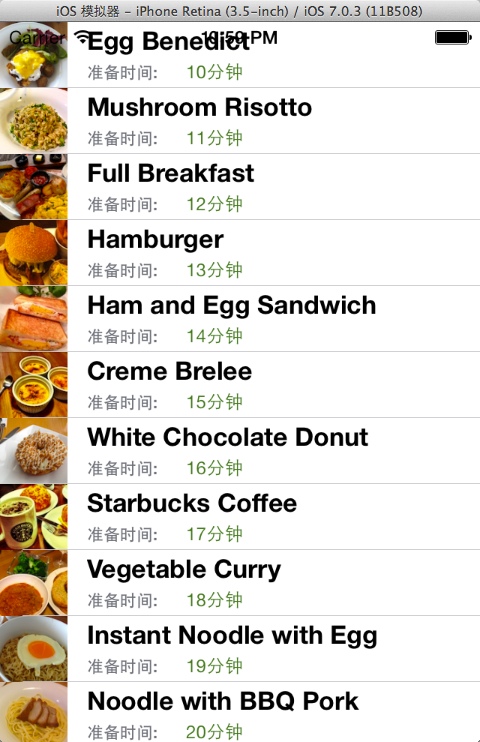 iOS 模拟器 - iPhone Retina (3.5-inch) / iOS 7.0.3 (11B508)
Carrier 10:59 PM
Egg Benedict
准备时间: 10分钟
Mushroom Risotto
准备时间: 11分钟
Full Breakfast
准备时间: 12分钟
Hamburger
准备时间: 13分钟
Ham and Egg Sandwich
准备时间: 14分钟
Creme Brelee
准备时间: 15分钟
White Chocolate Donut
准备时间: 16分钟
Starbucks Coffee
准备时间: 17分钟
Vegetable Curry
准备时间: 18分钟
Instant Noodle with Egg
准备时间: 19分钟
Noodle with BBQ Pork
准备时间: 20分钟